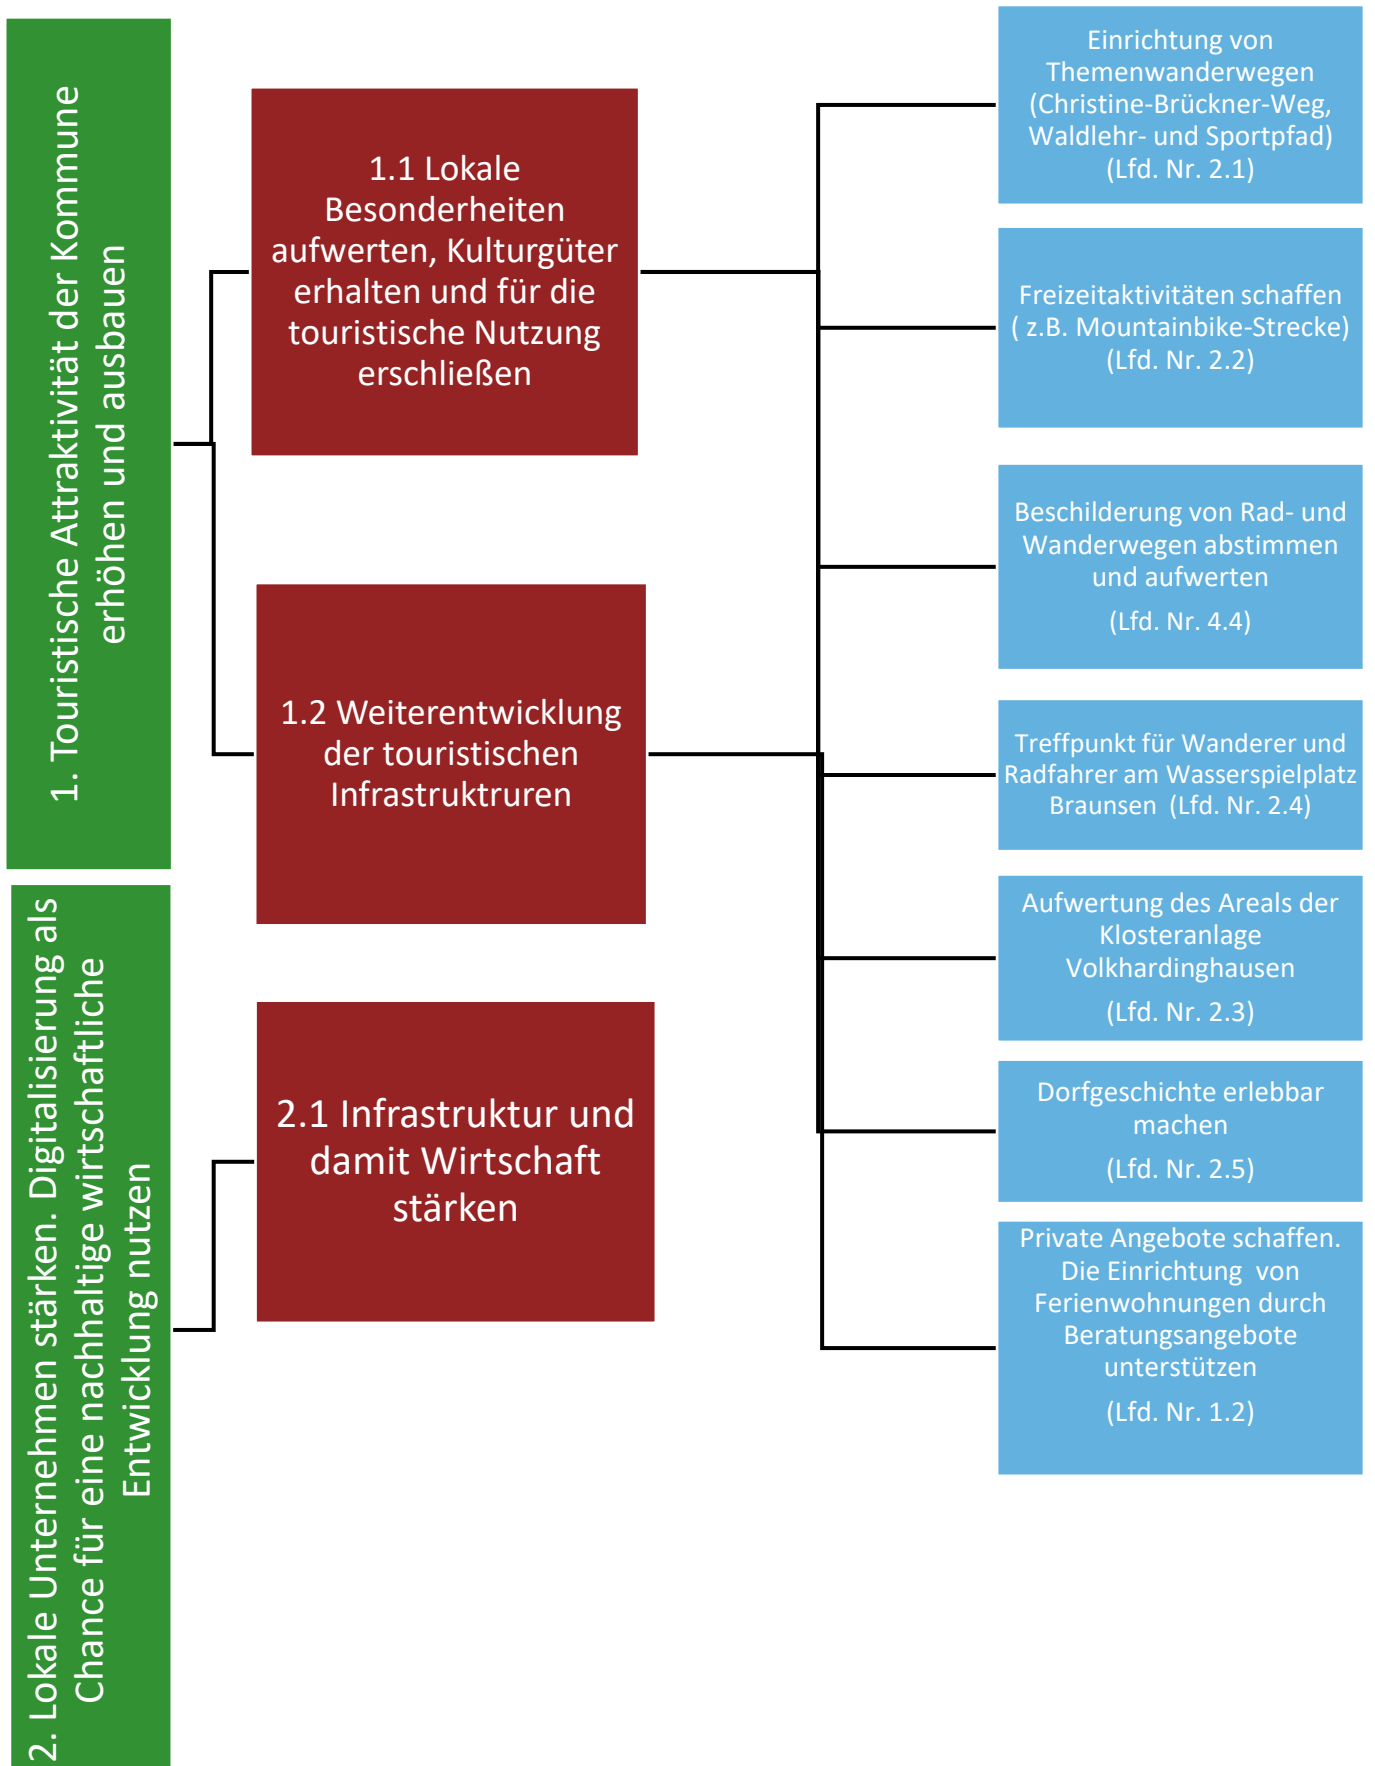 1. Touristische Attraktivität der Kommune
erhöhen und ausbauen
1.1 Lokale
Besonderheiten
aufwerten, Kulturgüter
erhalten und für die
touristische Nutzung
erschließen
1.2 Weiterentwicklung
der touristischen
Infrastruktruren
2. Lokale Unternehmen stärken. Digitalisierung als
Chance für eine nachhaltige wirtschaftliche
Entwicklung nutzen
2.1 Infrastruktur und
damit Wirtschaft
stärken
Einrichtung von
Themenwanderwegen
(Christine-Brückner-Weg,
Waldlehr- und Sportpfad)
(Lfd. Nr. 2.1)
Freizeitaktivitäten schaffen
( z.B. Mountainbike-Strecke)
(Lfd. Nr. 2.2)
Beschilderung von Rad- und
Wanderwegen abstimmen
und aufwerten
(Lfd. Nr. 4.4)
Treffpunkt für Wanderer und
Radfahrer am Wasserspielplatz
Braunsen  (Lfd. Nr. 2.4)
Aufwertung des Areals der
Klosteranlage
Volkhardinghausen
(Lfd. Nr. 2.3)
Dorfgeschichte erlebbar
machen
(Lfd. Nr. 2.5)
Private Angebote schaffen.
Die Einrichtung  von
Ferienwohnungen durch
Beratungsangebote
unterstützen
(Lfd. Nr. 1.2)